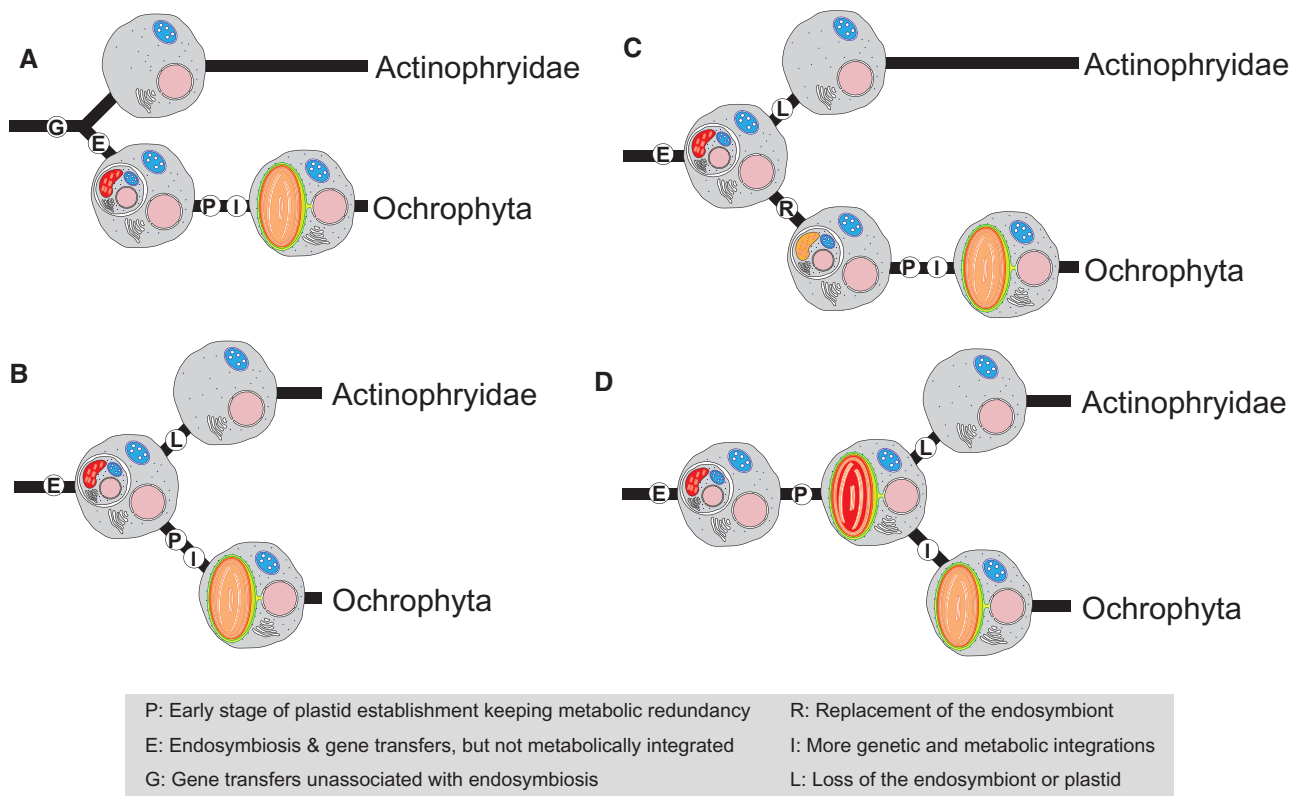 A
G
E
Actinophryidae
P
I
Ochrophyta
B
E
L
Actinophryidae
P
I
Ochrophyta
C
E
L
Actinophryidae
R
P
I
Ochrophyta
D
E
P
L
Actinophryidae
I
Ochrophyta
P: Early stage of plastid establishment keeping metabolic redundancy
E: Endosymbiosis & gene transfers, but not metabolically integrated
G: Gene transfers unassociated with endosymbiosis
R: Replacement of the endosymbiont
I: More genetic and metabolic integrations
L: Loss of the endosymbiont or plastid